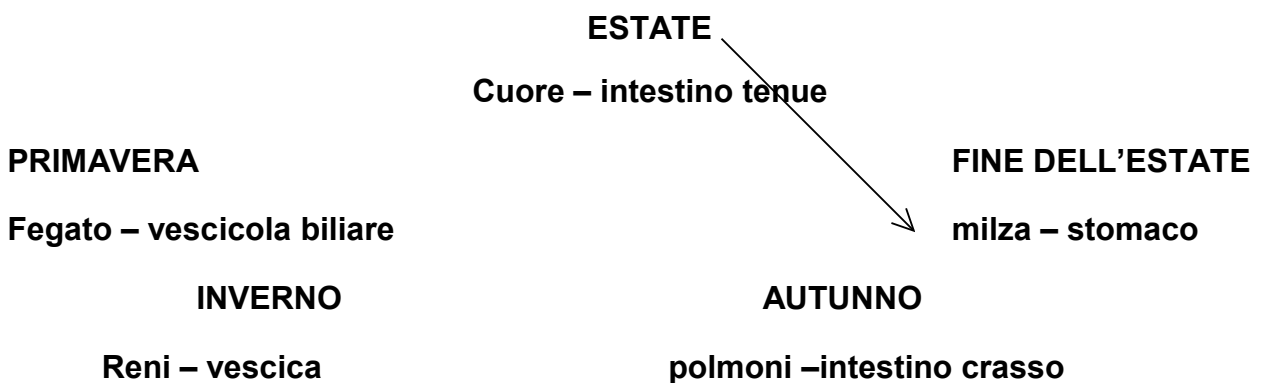 ESTATE
Cuore – intestino tenue
PRIMAVERA FINE DELL’ESTATE
Fegato – vescicola biliare milza – stomaco
INVERNO AUTUNNO
Reni – vescica polmoni –intestino crasso